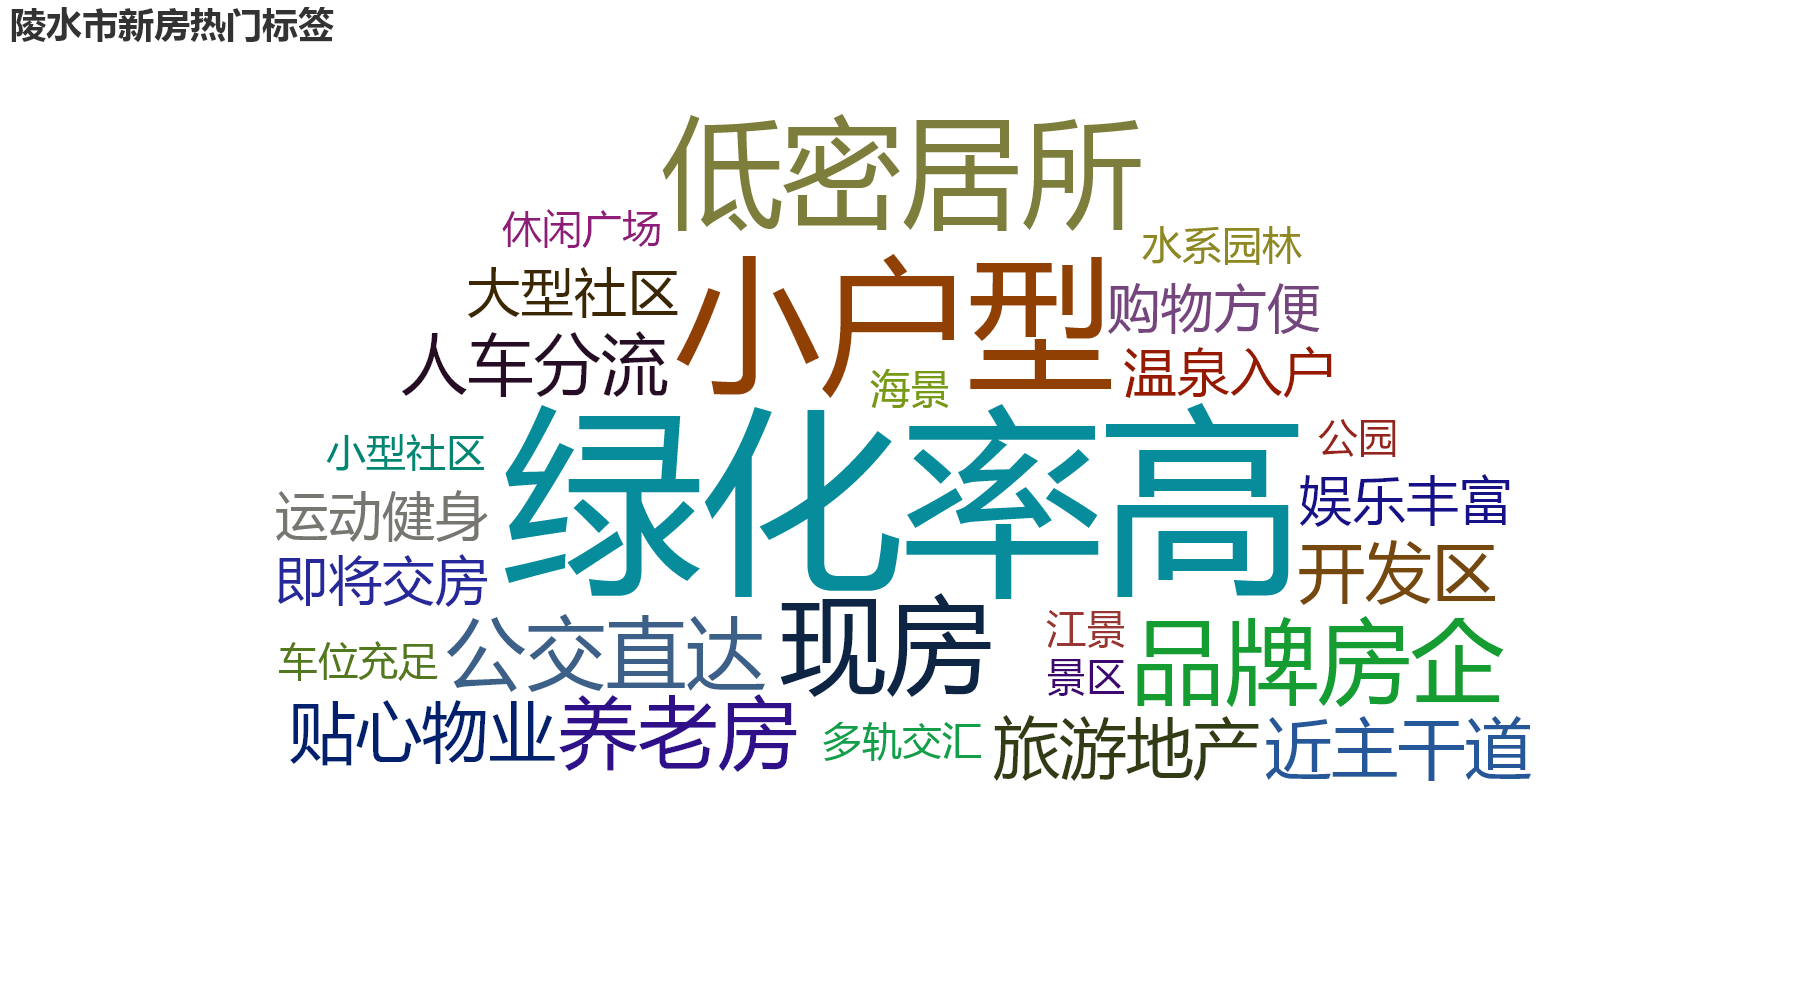 陵水市新房热门标签
低密居所
休闲广场
水系园林
大型社区
小户型
购物方便
人车分流
海景
温泉入户
绿化率高
小型社区
公园
运动健身
娱乐丰富
即将交房
开发区
车位充足
公交直达
现房
江景
景区
品牌房企
贴心物业
养老房
多轨交汇
旅游地产
近主干道